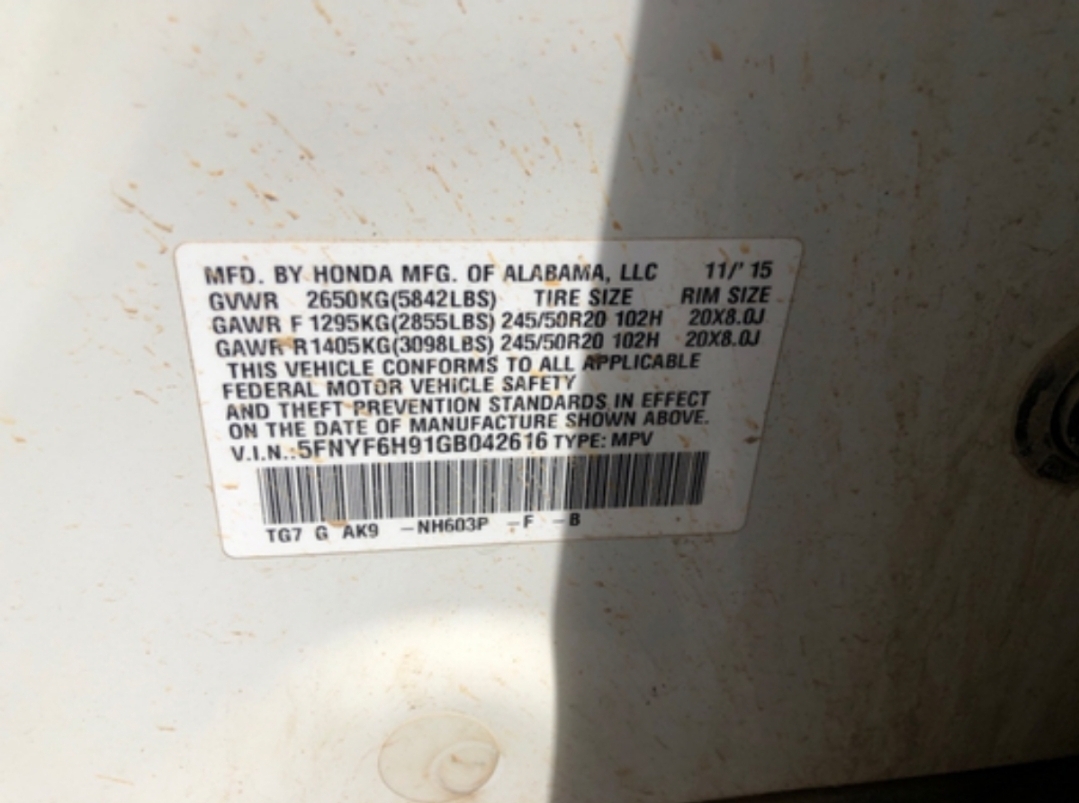 MFD. BY HONDA MFG. OF ALABAMA, LLC 11/' 15
GVWR 2650KG(5842LBS) TIRE SIZE RIM SIZE
GAWR F 1295KG(2855LBS) 245/50R20 102H 20X8.0J
GAWR R 1405KG(3098LBS) 245/50R20 102H 20X8.0J
THIS VEHICLE CONFORMS TO ALL APPLICABLE
FEDERAL MOTOR VEHICLE SAFETY
AND THEFT PREVENTION STANDARDS IN EFFECT
ON THE DATE OF MANUFACTURE SHOWN ABOVE.
V.I.N.:5FNYF6H91GB042616 TYPE: MPV
TG7 G AK9 –NH603P –F –B